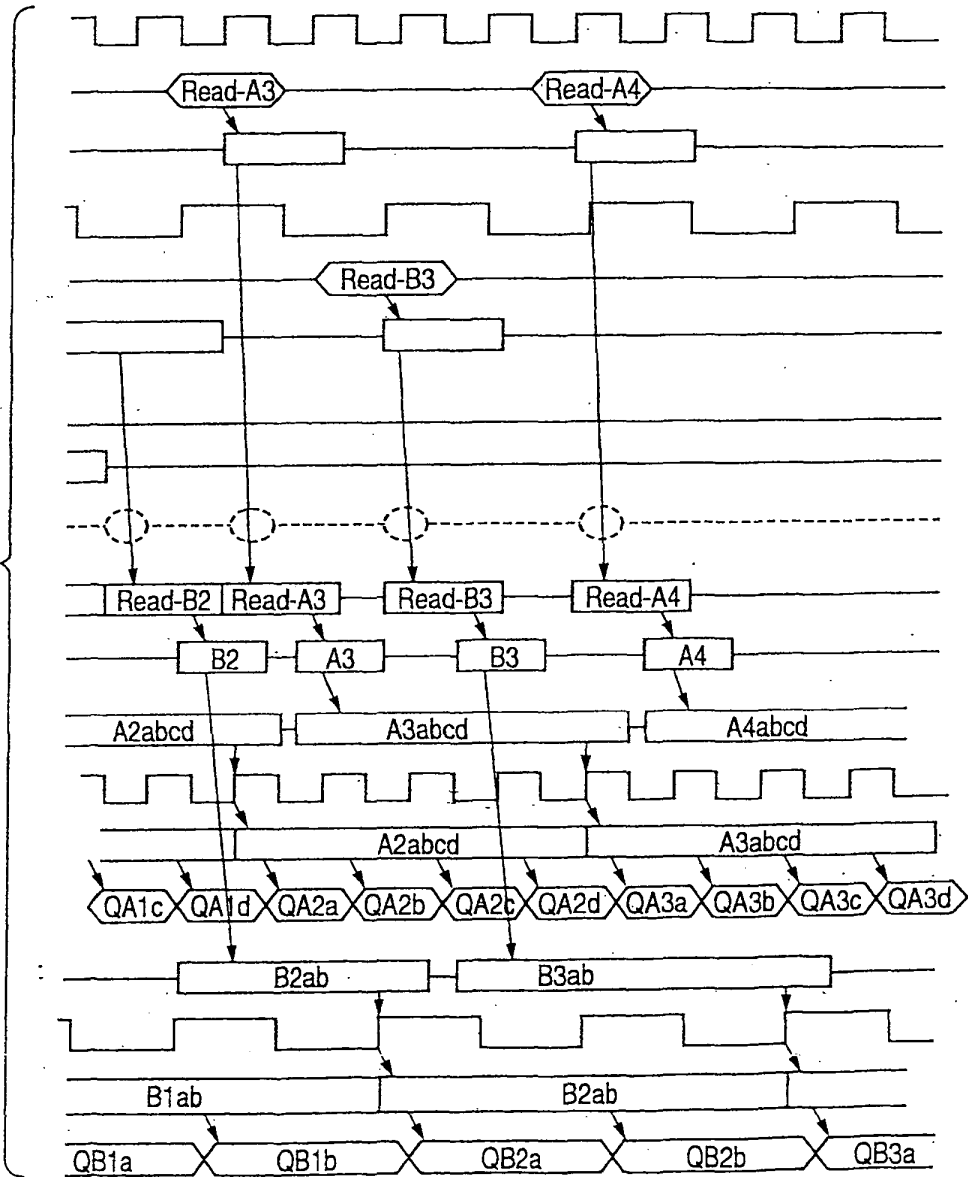 Read-A3 Read-A4
Read-B3
Read-B2 Read-A3 Read-B3 Read-A4
B2 A3 B3 A4
A2abcd A3abcd A4abcd
A2abcd A3abcd
QA1c QA1d QA2a QA2b QA2c QA2d QA3a QA3b QA3c QA3d
B2ab B3ab
B1ab B2ab
QB1a QB1b QB2a QB2b QB3a